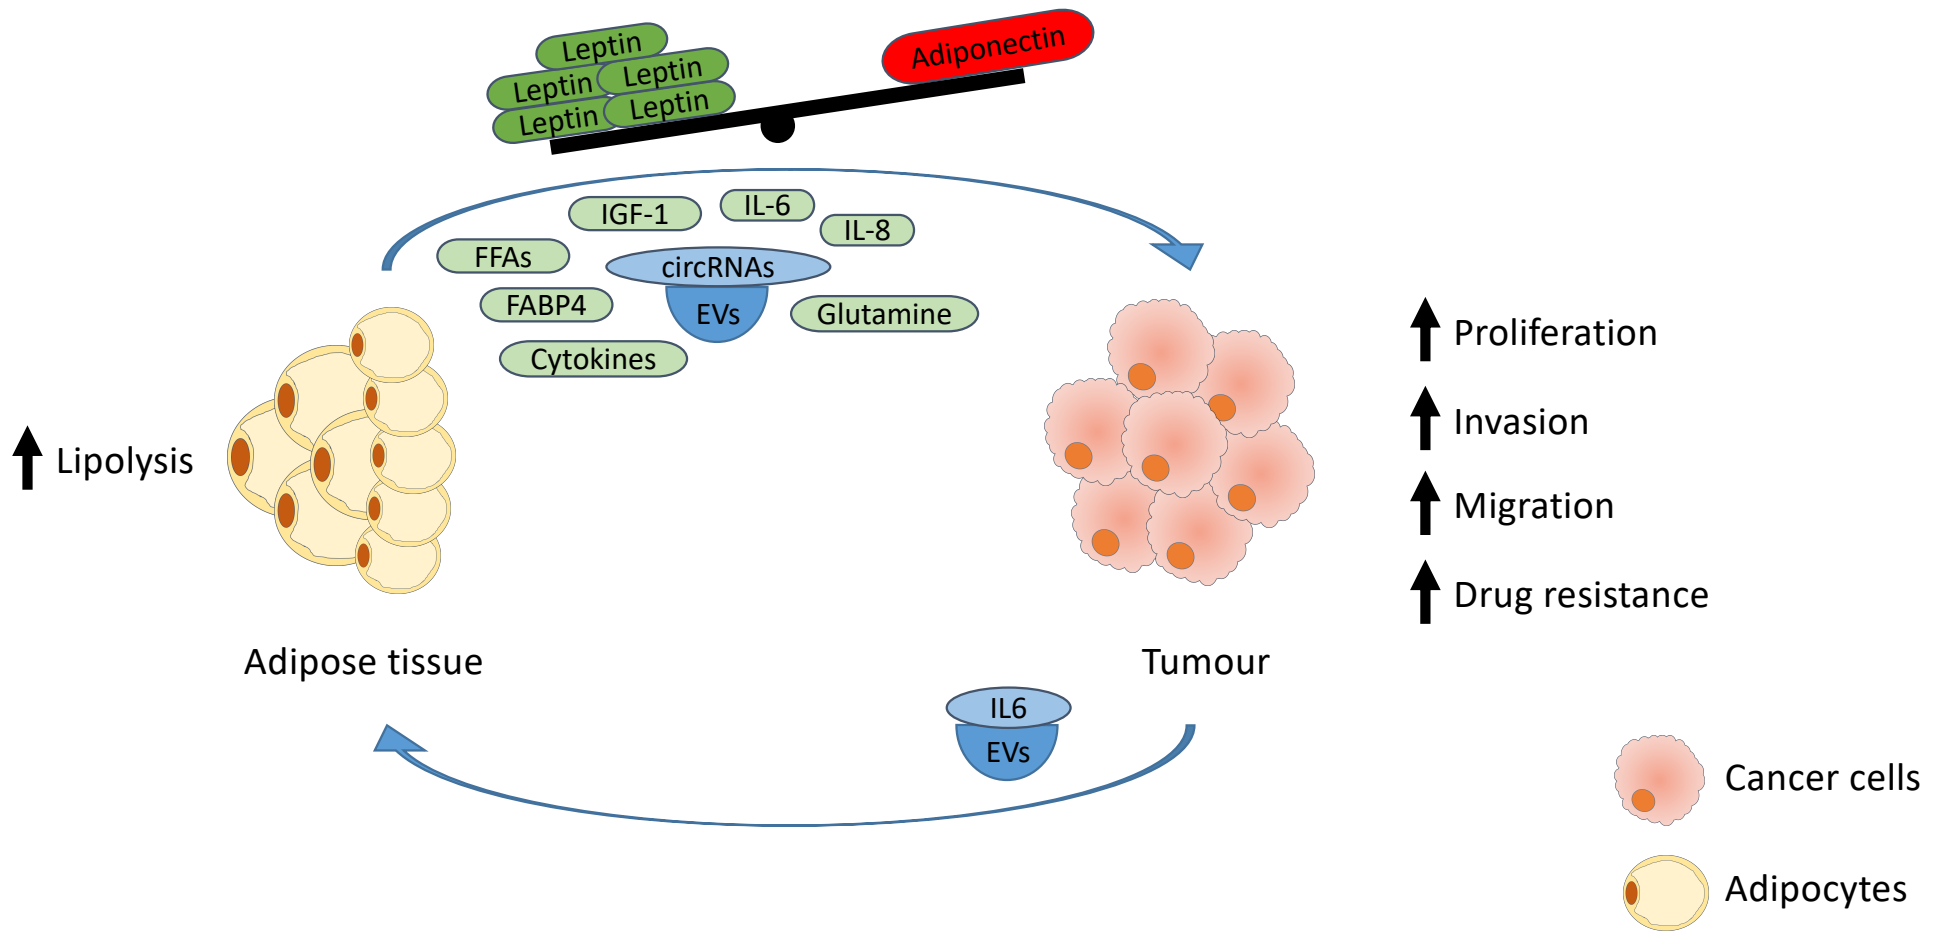 Leptin
Leptin
Leptin
Leptin
Leptin
Adiponectin
IGF-1
IL-6
IL-8
FFAs
circRNAs
FABP4
EVs
Glutamine
Cytokines
Lipolysis
Proliferation
Invasion
Migration
Drug resistance
Adipose tissue
Tumour
IL6
EVs
Cancer cells
Adipocytes